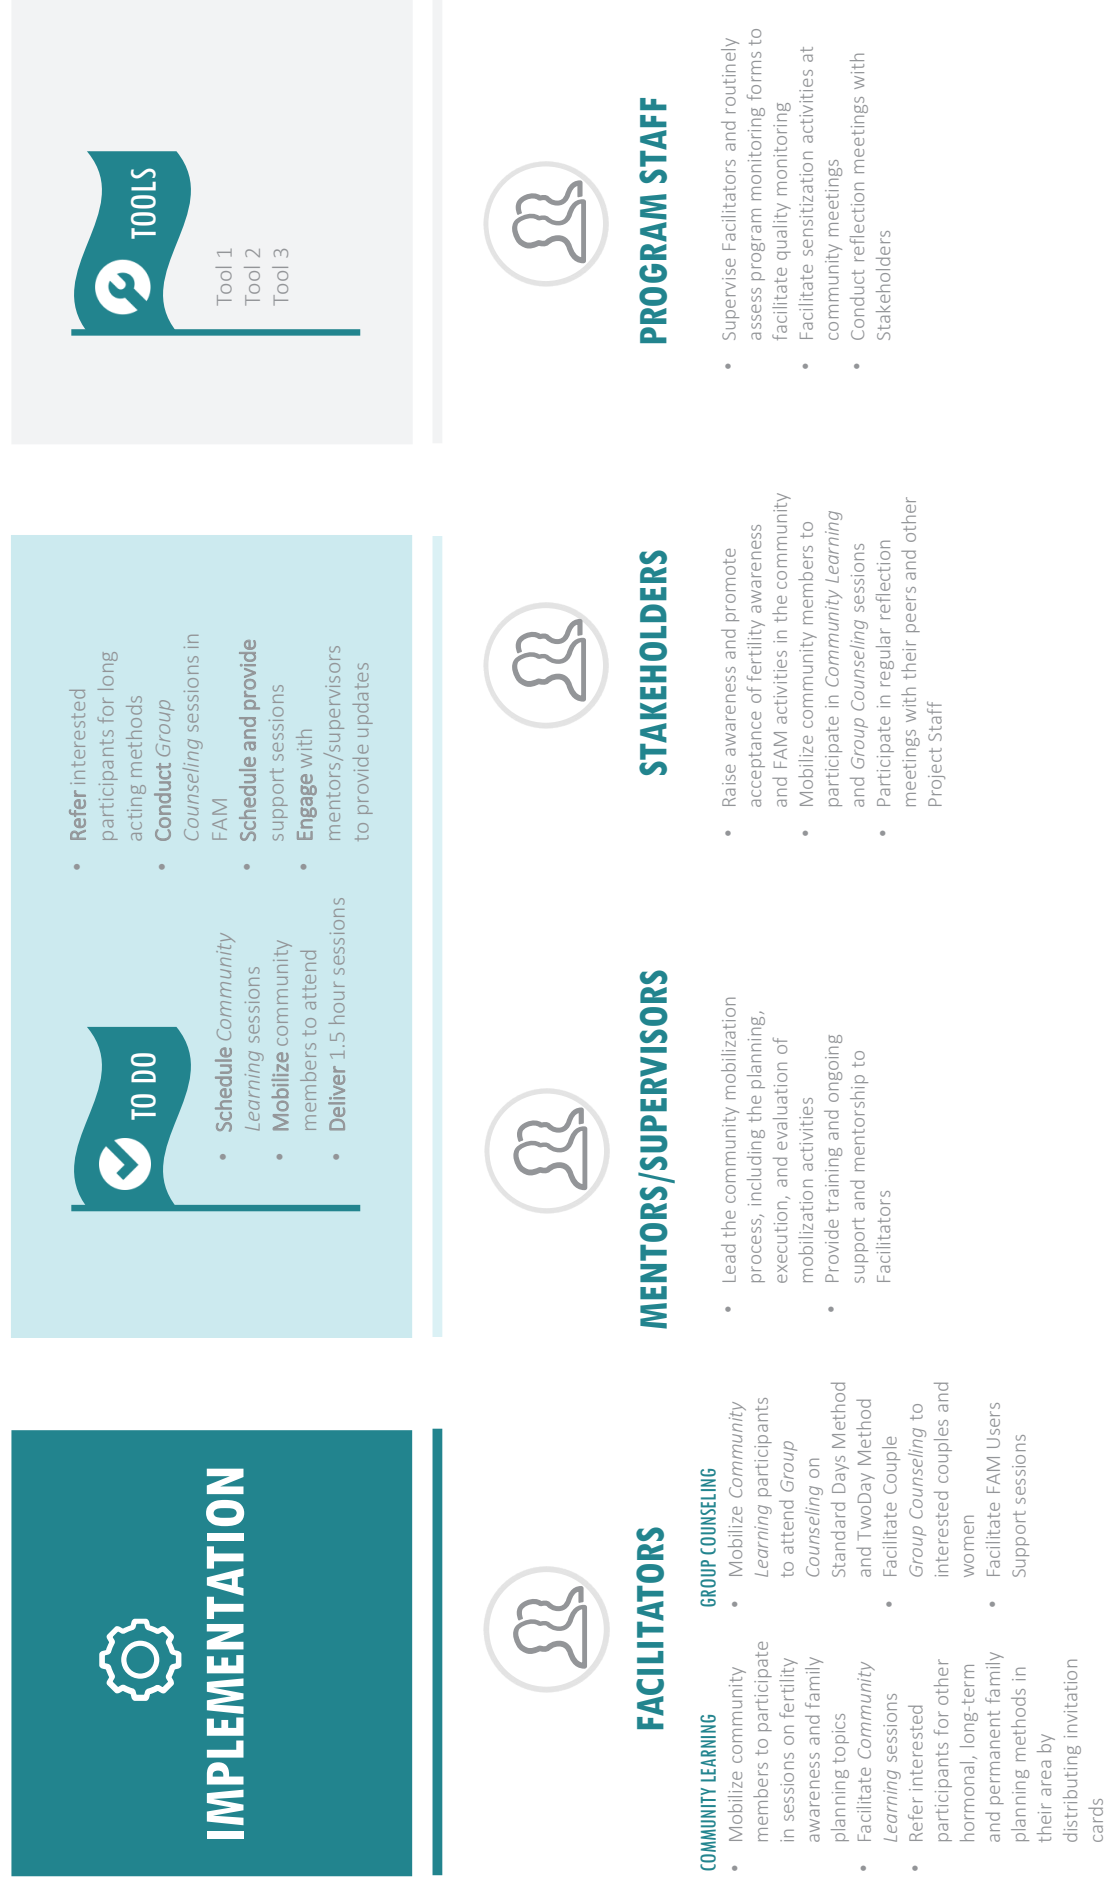 IMPLEMENTATION
TO DO
• Schedule Community
Learning sessions
• Mobilize community
members to attend
• Deliver 1.5 hour sessions
• Refer interested
participants for long
acting methods
• Conduct Group
Counseling sessions in
FAM
• Schedule and provide
support sessions
• Engage with
mentors/supervisors
to provide updates
TOOLS
Tool 1
Tool 2
Tool 3
FACILITATORS
COMMUNITY LEARNING
• Mobilize community
members to participate
in sessions on fertility
awareness and family
planning topics
• Facilitate Community
Learning sessions
• Refer interested
participants for other
hormonal, long-term
and permanent family
planning methods in
their area by
distributing invitation
cards
GROUP COUNSELING
• Mobilize Community
Learning participants
to attend Group
Counseling on
Standard Days Method
and TwoDay Method
• Facilitate Couple
Group Counseling to
interested couples and
women
• Facilitate FAM Users
Support sessions
MENTORS/SUPERVISORS
• Lead the community mobilization
process, including the planning,
execution, and evaluation of
mobilization activities
• Provide training and ongoing
support and mentorship to
Facilitators
STAKEHOLDERS
• Raise awareness and promote
acceptance of fertility awareness
and FAM activities in the community
• Mobilize community members to
participate in Community Learning
and Group Counseling sessions
• Participate in regular reflection
meetings with their peers and other
Project Staff
PROGRAM STAFF
• Supervise Facilitators and routinely
assess program monitoring forms to
facilitate quality monitoring
• Facilitate sensitization activities at
community meetings
• Conduct reflection meetings with
Stakeholders